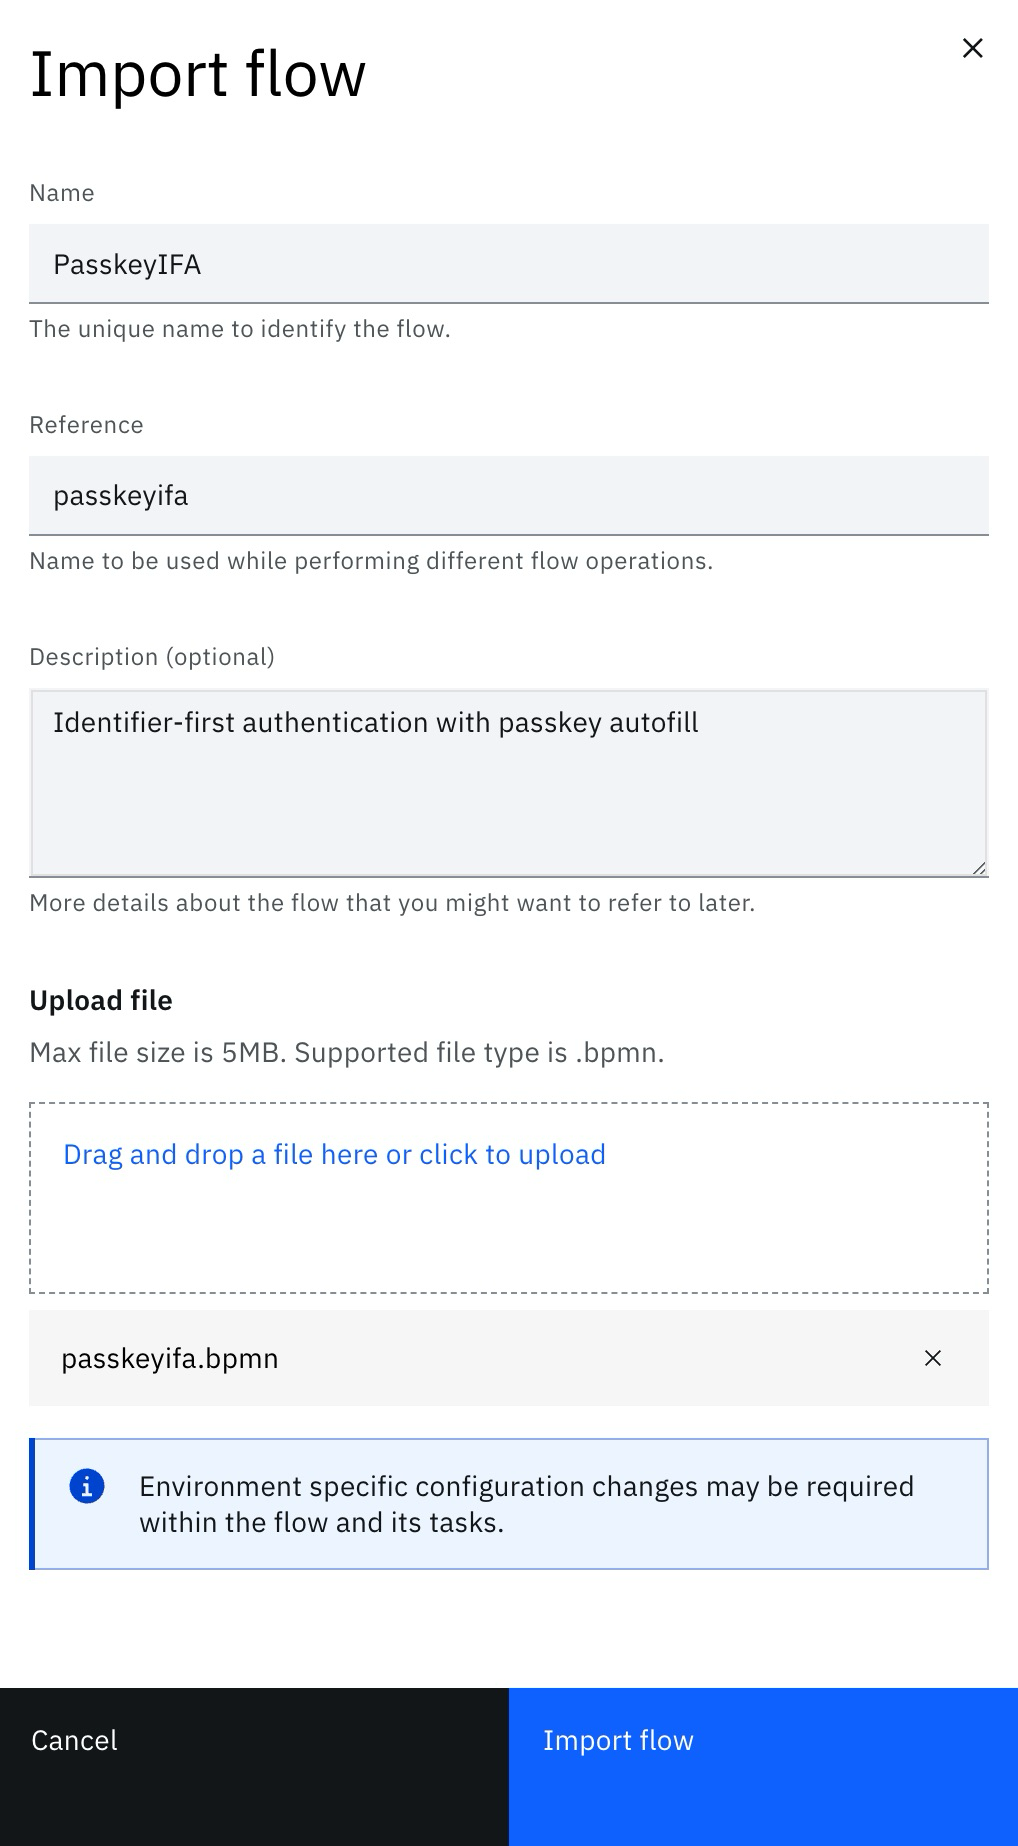 Import flow
Name
PasskeyIFA
The unique name to identify the flow.
Reference
passkeyifa
Name to be used while performing different flow operations.
Description (optional)
Identifier-first authentication with passkey autofill
More details about the flow that you might want to refer to later.
Upload file
Max file size is 5MB. Supported file type is .bpmn.
Drag and drop a file here or click to upload
passkeyifa.bpmn
Environment specific configuration changes may be required
within the flow and its tasks.
Cancel
Import flow